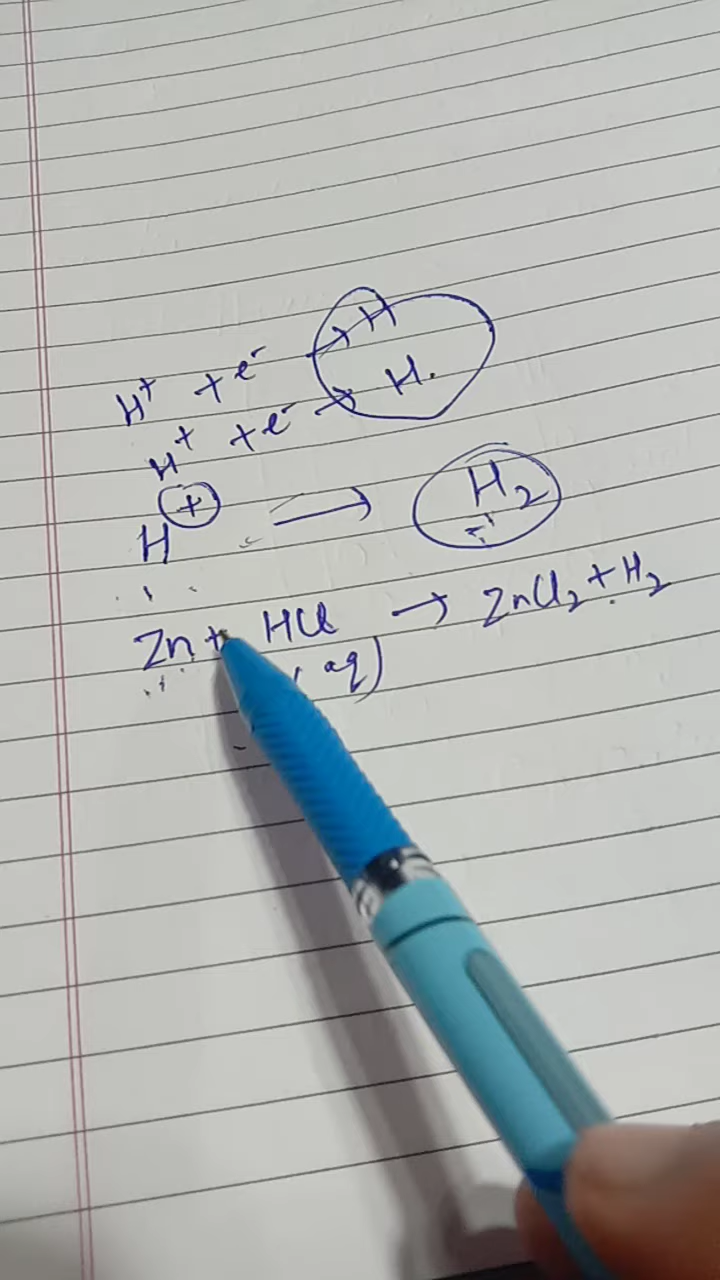 H⁺ + e⁻ → H
H⁺ + e⁻ → H.
H⁺ → H₂
Zn + HCl → ZnCl₂ + H₂
(aq)